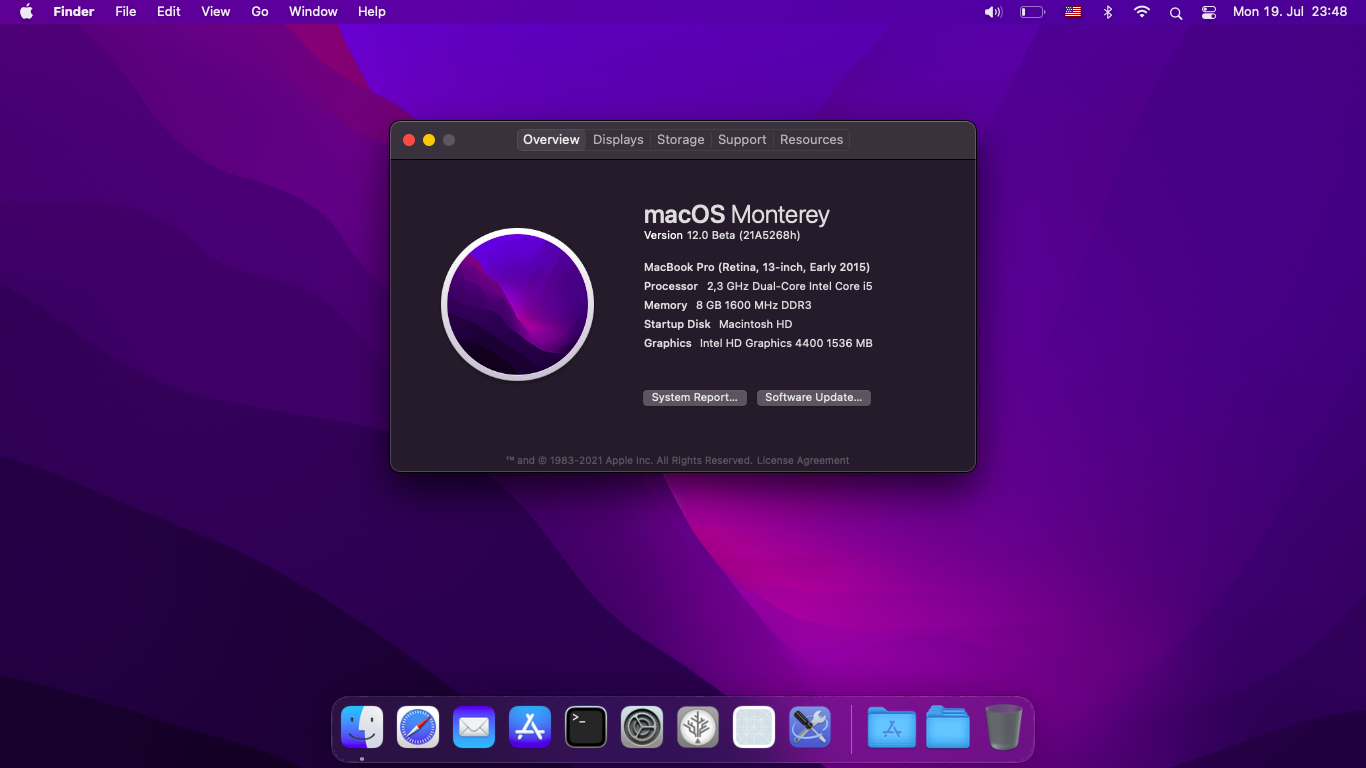 Finder File Edit View Go Window Help Mon 19. Jul 23:48
Overview Displays Storage Support Resources
macOS Monterey
Version 12.0 Beta (21A5268h)
MacBook Pro (Retina, 13-inch, Early 2015)
Processor 2,3 GHz Dual-Core Intel Core i5
Memory 8 GB 1600 MHz DDR3
Startup Disk Macintosh HD
Graphics Intel HD Graphics 4400 1536 MB
System Report... Software Update...
™ and © 1983-2021 Apple Inc. All Rights Reserved. License Agreement
>_